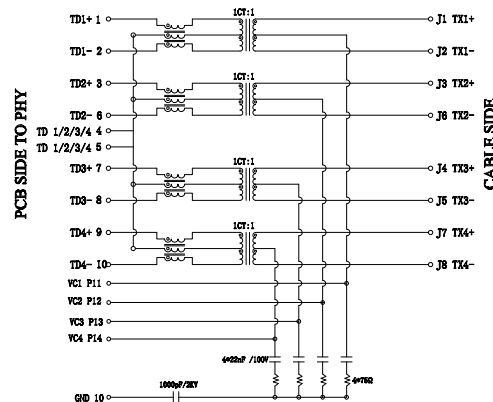 1CT:1
TD1+ 1
J1 TX1+
TD1- 2
J2 TX1-
1CT:1
TD2+ 3
J3 TX2+
TD2- 6
J6 TX2-
TD 1/2/3/4 4
TD 1/2/3/4 5
PCB SIDE TO PHY
CABLE SIDE
1CT:1
TD3+ 7
J4 TX3+
TD3- 8
J5 TX3-
1CT:1
TD4+ 9
J7 TX4+
TD4- 10
J8 TX4-
VC1 P11
VC2 P12
VC3 P13
VC4 P14
4*22nF /100V
1000pF/2KV
4*75Ω
GND 10